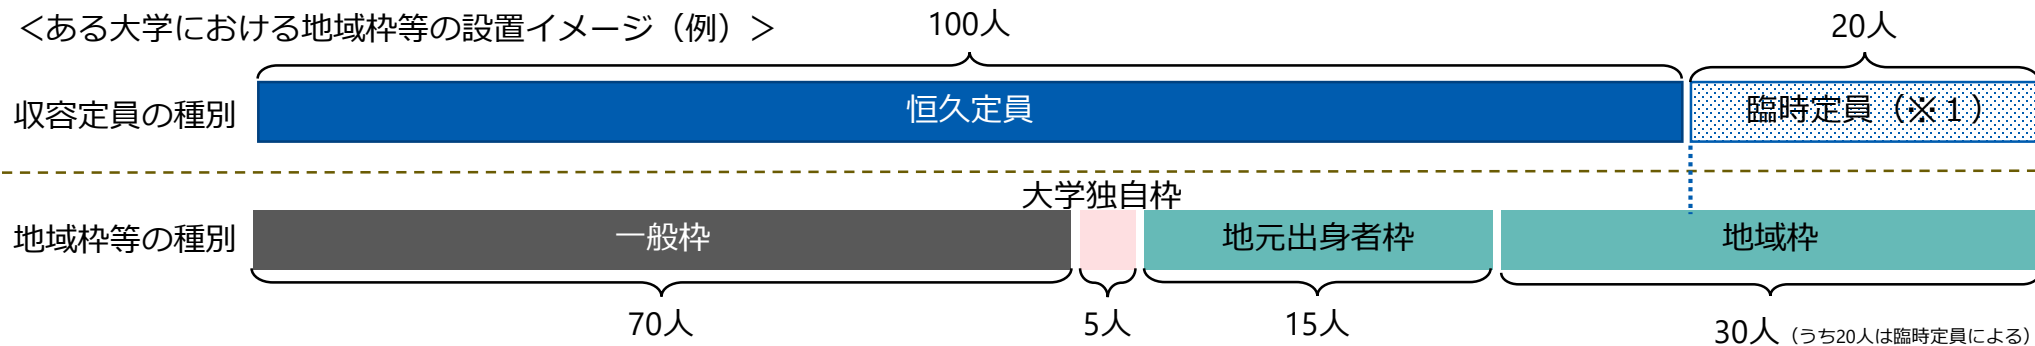 ＜ある大学における地域枠等の設置イメージ（例）＞
100人
20人
収容定員の種別
恒久定員
臨時定員（※１）
大学独自枠
地域枠等の種別
一般枠
地元出身者枠
地域枠
70人
5人
15人
30人（うち20人は臨時定員による）